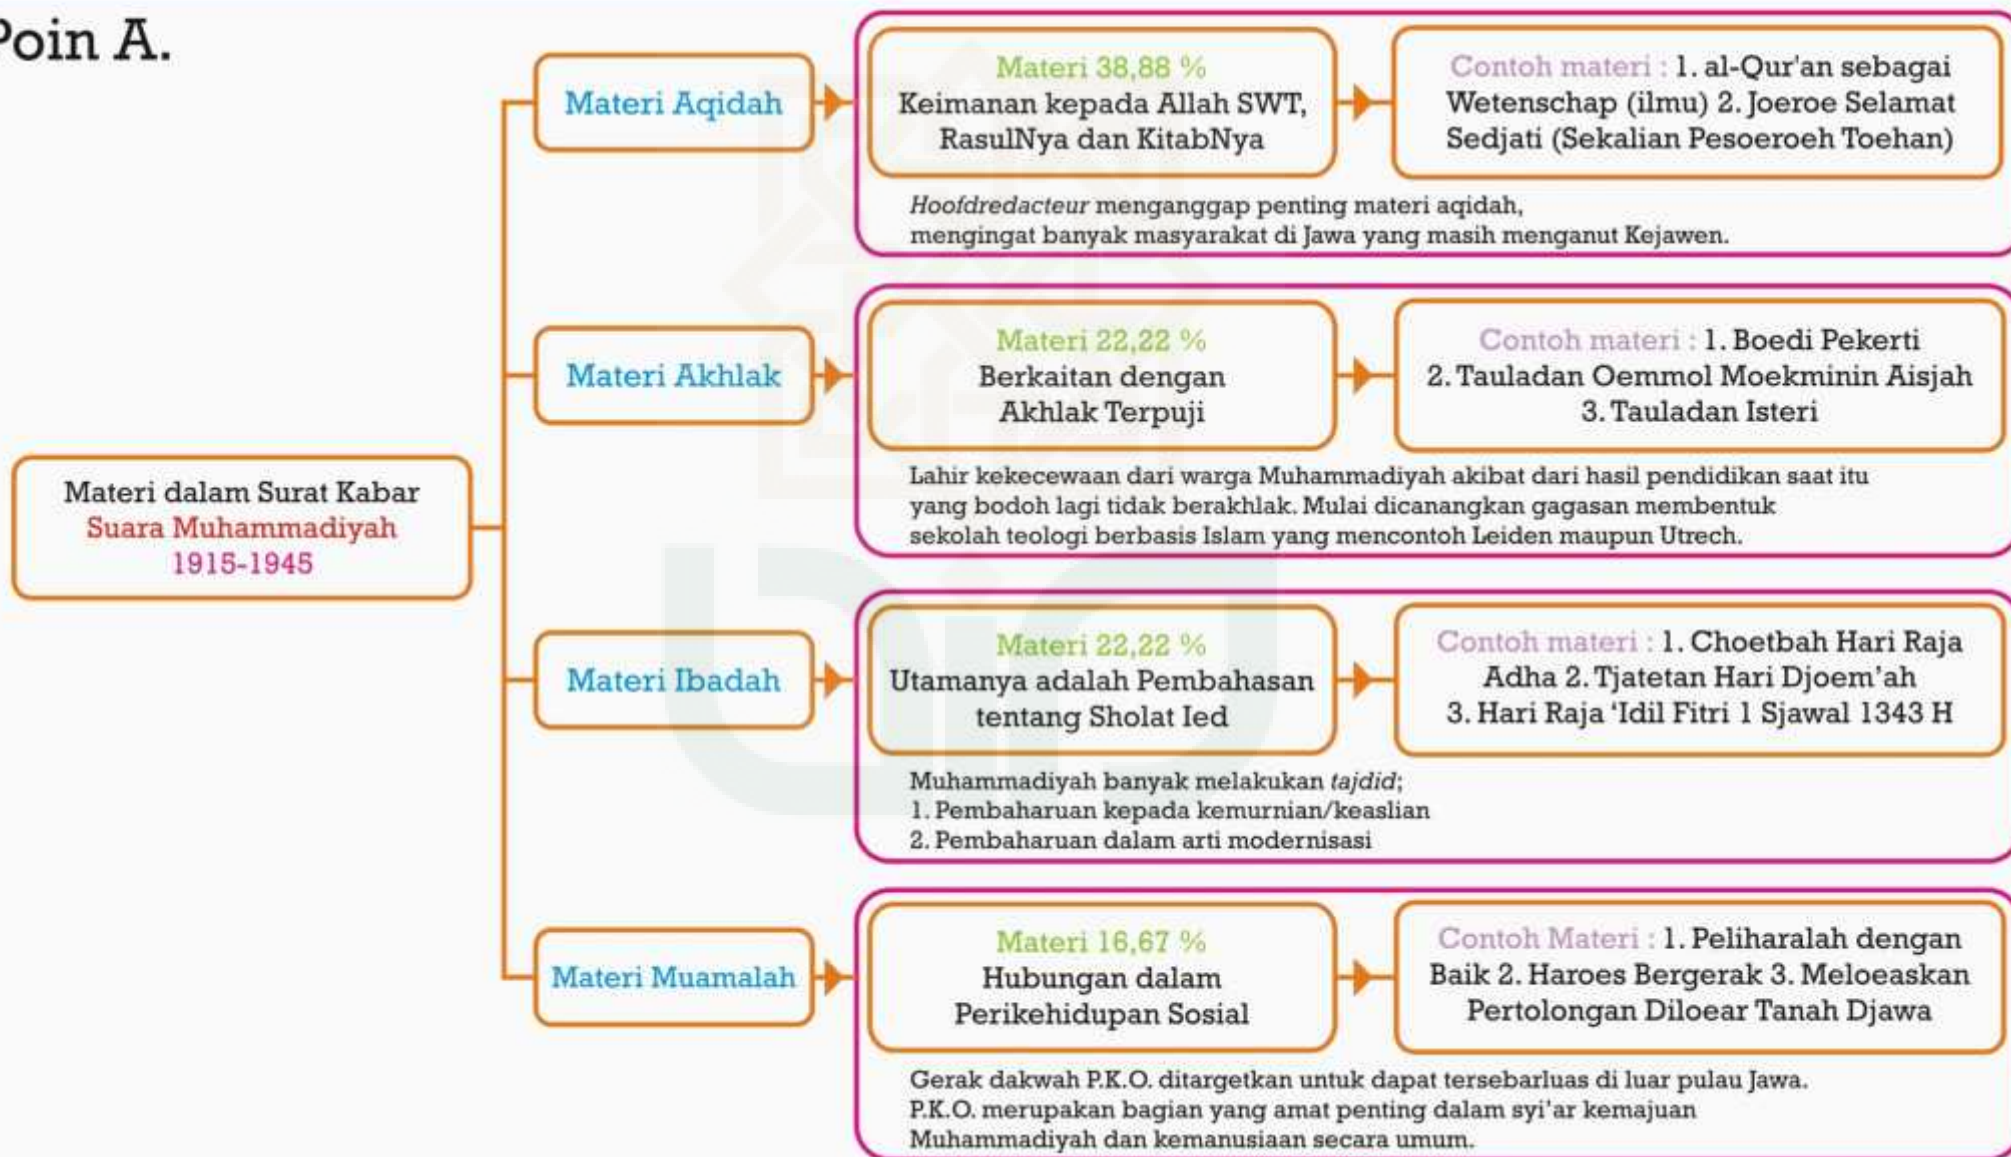 Poin A.
Materi dalam Surat Kabar
Suara Muhammadiyah
1915-1945
Materi Aqidah
Materi 38,88 %
Keimanan kepada Allah SWT,
RasulNya dan KitabNya
Contoh materi : 1. al-Qur'an sebagai
Wetenschap (ilmu) 2. Joeroe Selamat
Sedjati (Sekalian Pesoeroeh Toehan)
Hoofdredacteur menganggap penting materi aqidah,
mengingat banyak masyarakat di Jawa yang masih menganut Kejawen.
Materi Akhlak
Materi 22,22 %
Berkaitan dengan
Akhlak Terpuji
Contoh materi : 1. Boedi Pekerti
2. Tauladan Oemmol Moekminin Aisjah
3. Tauladan Isteri
Lahir kekecewaan dari warga Muhammadiyah akibat dari hasil pendidikan saat itu
yang bodoh lagi tidak berakhlak. Mulai dicanangkan gagasan membentuk
sekolah teologi berbasis Islam yang mencontoh Leiden maupun Utrech.
Materi Ibadah
Materi 22,22 %
Utamanya adalah Pembahasan
tentang Sholat Ied
Contoh materi : 1. Choetbah Hari Raja
Adha 2. Tjatetan Hari Djoem'ah
3. Hari Raja 'Idil Fitri 1 Sjawal 1343 H
Muhammadiyah banyak melakukan tajdid;
1. Pembaharuan kepada kemurnian/keaslian
2. Pembaharuan dalam arti modernisasi
Materi Muamalah
Materi 16,67 %
Hubungan dalam
Perikehidupan Sosial
Contoh Materi : 1. Peliharalah dengan
Baik 2. Haroes Bergerak 3. Meloeaskan
Pertolongan Diloear Tanah Djawa
Gerak dakwah P.K.O. ditargetkan untuk dapat tersebarluas di luar pulau Jawa.
P.K.O. merupakan bagian yang amat penting dalam syi'ar kemajuan
Muhammadiyah dan kemanusiaan secara umum.